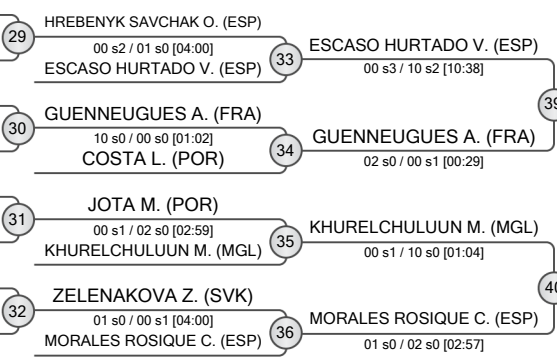 29
HREBENYK SAVCHAK O. (ESP)
00 s2 / 01 s0 [04:00]
ESCASO HURTADO V. (ESP)
33
ESCASO HURTADO V. (ESP)
00 s3 / 10 s2 [10:38]
39
30
GUENNEUGUES A. (FRA)
10 s0 / 00 s0 [01:02]
COSTA L. (POR)
34
GUENNEUGUES A. (FRA)
02 s0 / 00 s1 [00:29]
31
JOTA M. (POR)
00 s1 / 02 s0 [02:59]
KHURELCHULUUN M. (MGL)
35
KHURELCHULUUN M. (MGL)
00 s1 / 10 s0 [01:04]
40
32
ZELENAKOVA Z. (SVK)
01 s0 / 00 s1 [04:00]
MORALES ROSIQUE C. (ESP)
36
MORALES ROSIQUE C. (ESP)
01 s0 / 02 s0 [02:57]